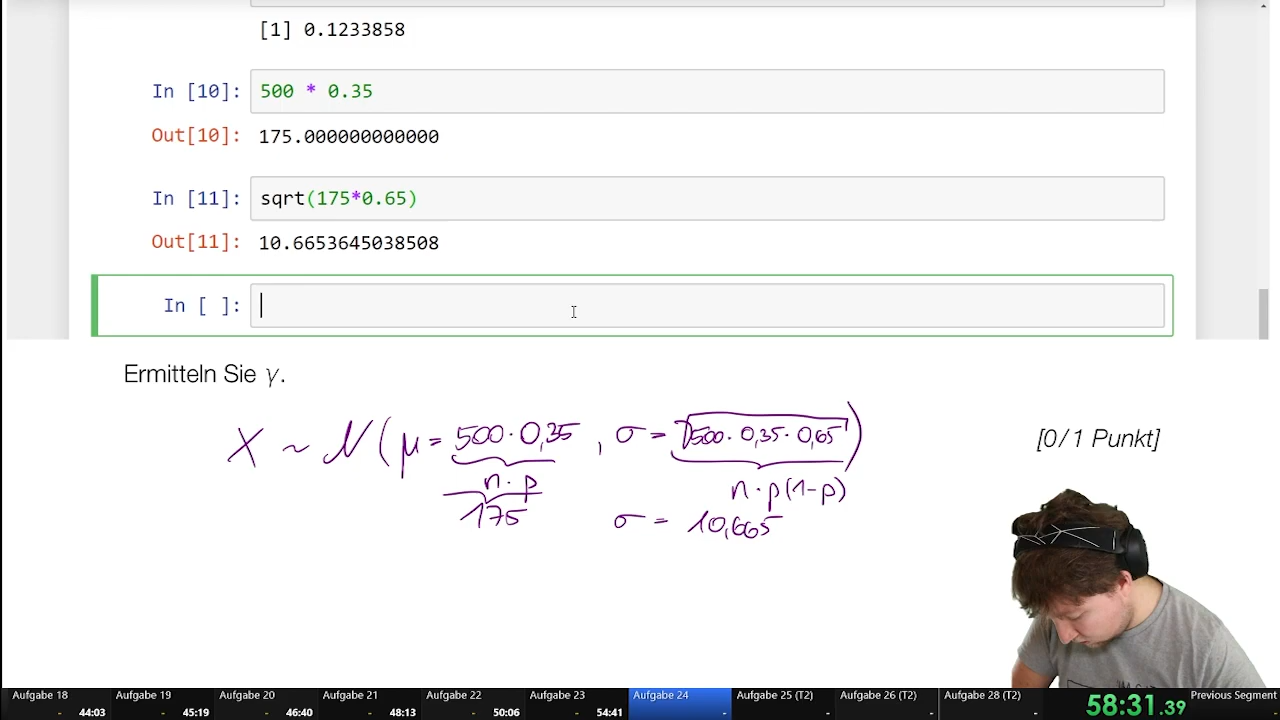 [1] 0.1233858
In [10]: 500 * 0.35
Out[10]: 175.000000000000
In [11]: sqrt(175*0.65)
Out[11]: 10.6653645038508
In [ ]:
Ermitteln Sie γ.
X ~ N(μ = 500·0,35 , σ = √500·0,35·0,65)
[0/1 Punkt]
n·p n·p(1-p)
175 σ = 10,665
Aufgabe 18 Aufgabe 19 Aufgabe 20 Aufgabe 21 Aufgabe 22 Aufgabe 23 Aufgabe 24 Aufgabe 25 (T2) Aufgabe 26 (T2) Aufgabe 28 (T2) 58:31.39 Previous Segment
- 44:03 - 45:19 - 46:40 - 48:13 - 50:06 - 54:41 - - - - -